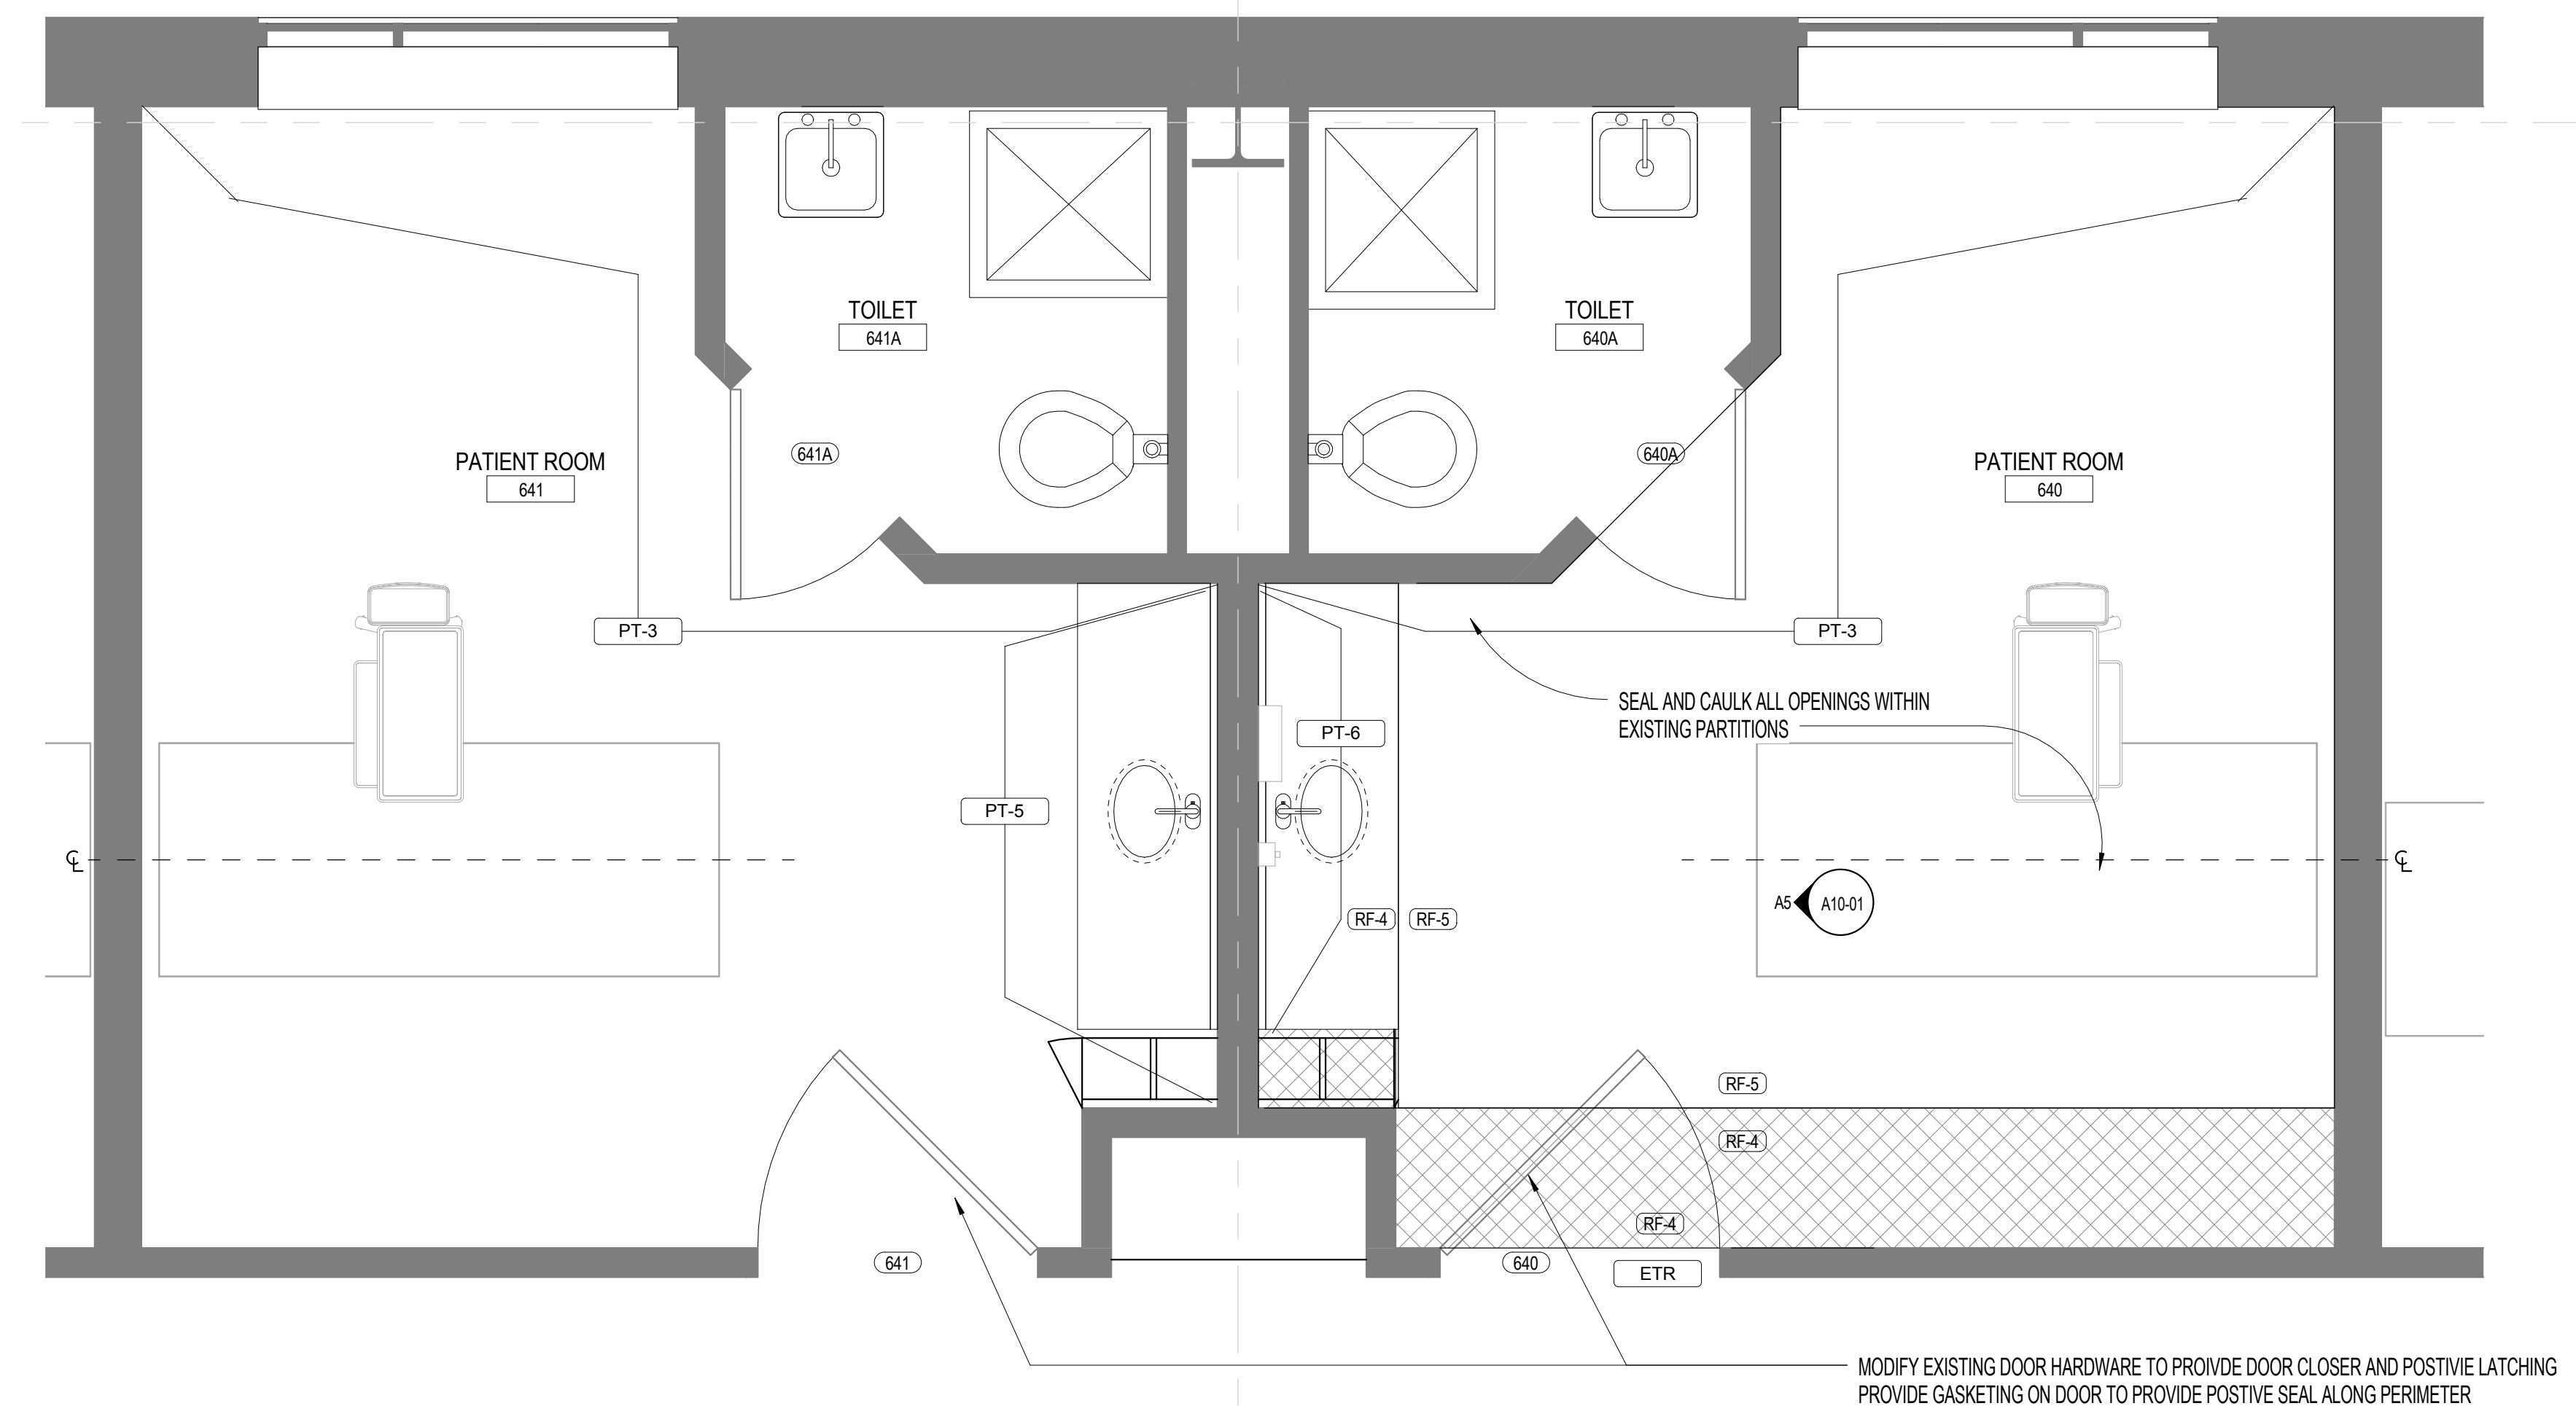 TOILET
641A
TOILET
640A
641A
640A
PATIENT ROOM
641
PATIENT ROOM
640
PT-3
PT-3
SEAL AND CAULK ALL OPENINGS WITHIN
EXISTING PARTITIONS
PT-6
PT-5
℄
℄
A5
A10-01
RF-4
RF-5
RF-5
RF-4
RF-4
641
640
ETR
MODIFY EXISTING DOOR HARDWARE TO PROIVDE DOOR CLOSER AND POSTIVIE LATCHING
PROVIDE GASKETING ON DOOR TO PROVIDE POSTIVE SEAL ALONG PERIMETER